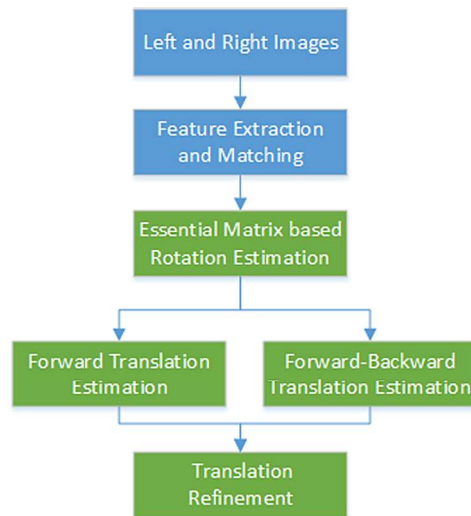 Left and Right Images
Feature Extraction
and Matching
Essential Matrix based
Rotation Estimation
Forward Translation
Estimation
Forward-Backward
Translation Estimation
Translation
Refinement